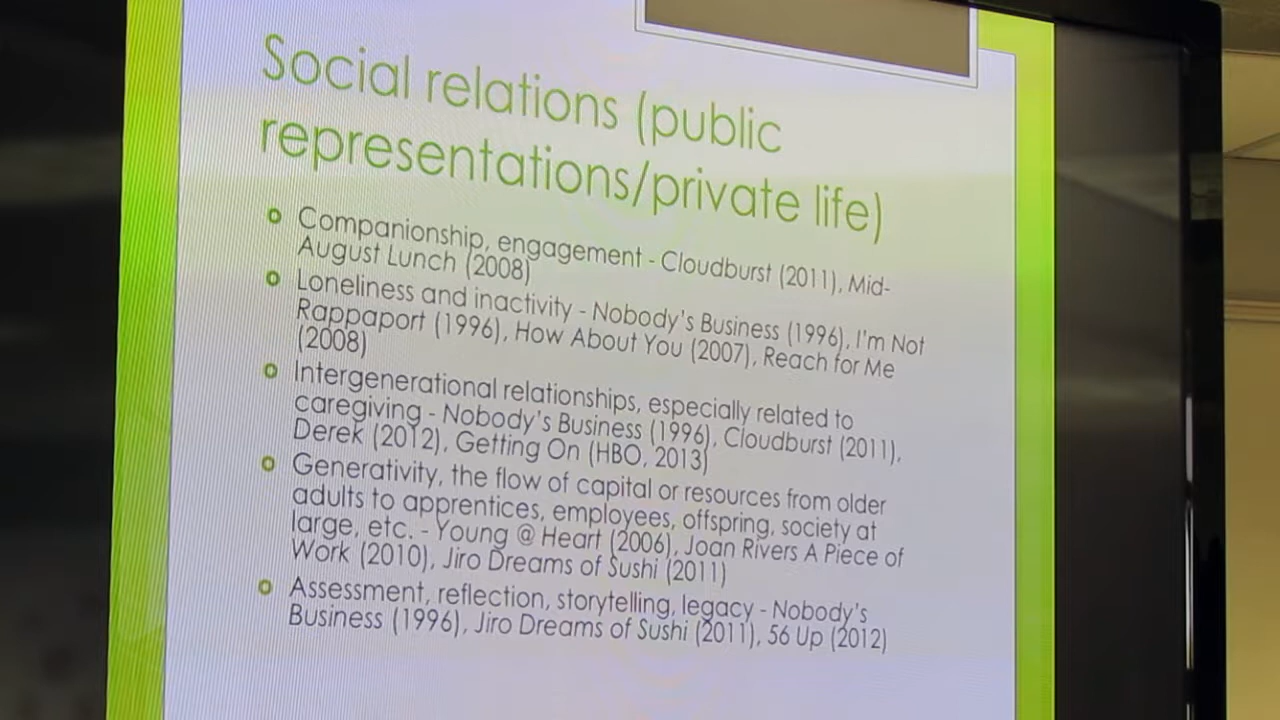 Social relations (public
representations/private life)
Companionship, engagement - Cloudburst (2011), Mid-
August Lunch (2008)
Loneliness and inactivity - Nobody's Business (1996), I'm Not
Rappaport (1996), How About You (2007), Reach for Me
(2008)
Intergenerational relationships, especially related to
caregiving - Nobody's Business (1996), Cloudburst (2011),
Derek (2012), Getting On (HBO, 2013)
Generativity, the flow of capital or resources from older
adults to apprentices, employees, offspring, society at
large, etc. - Young @ Heart (2006), Joan Rivers A Piece of
Work (2010), Jiro Dreams of Sushi (2011)
Assessment, reflection, storytelling, legacy - Nobody's
Business (1996), Jiro Dreams of Sushi (2011), 56 Up (2012)